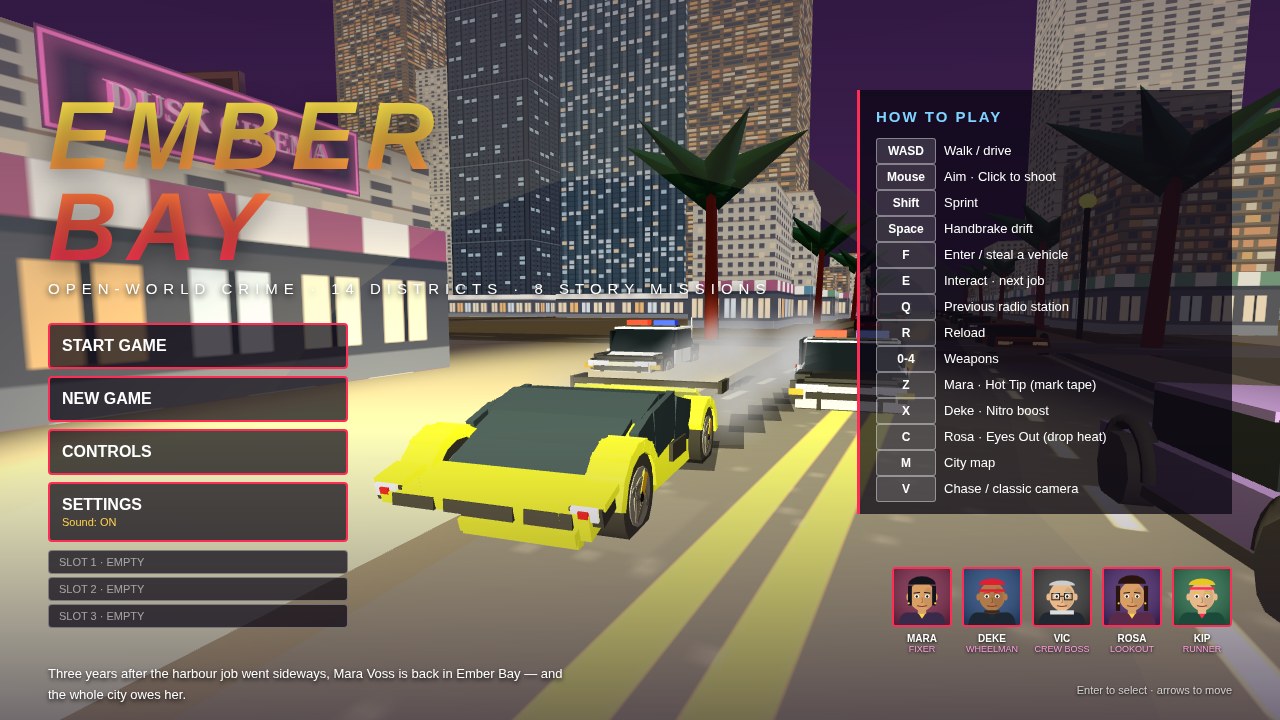 EMBER
BAY
OPEN-WORLD CRIME · 14 DISTRICTS · 8 STORY MISSIONS
START GAME
NEW GAME
CONTROLS
SETTINGS
Sound: ON
SLOT 1 · EMPTY
SLOT 2 · EMPTY
SLOT 3 · EMPTY
Three years after the harbour job went sideways, Mara Voss is back in Ember Bay — and
the whole city owes her.
HOW TO PLAY
WASD Walk / drive
Mouse Aim · Click to shoot
Shift Sprint
Space Handbrake drift
F Enter / steal a vehicle
E Interact · next job
Q Previous radio station
R Reload
0-4 Weapons
Z Mara · Hot Tip (mark tape)
X Deke · Nitro boost
C Rosa · Eyes Out (drop heat)
M City map
V Chase / classic camera
MARA DEKE VIC ROSA KIP
FIXER WHEELMAN CREW BOSS LOOKOUT RUNNER
Enter to select · arrows to move
DUSK